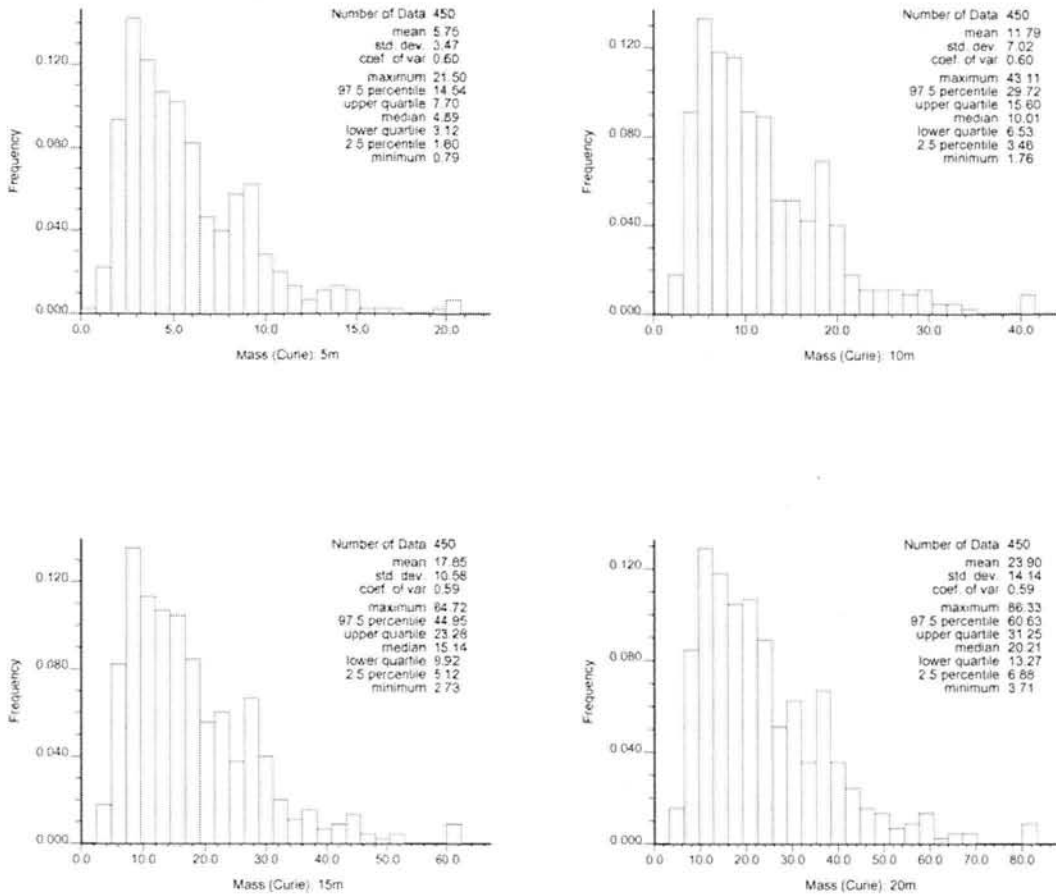 Number of Data 450
mean 5.75
std. dev. 3.47
coef. of var 0.60
maximum 21.50
97.5 percentile 14.54
upper quartile 7.70
median 4.89
lower quartile 3.12
2.5 percentile 1.80
minimum 0.79
Frequency
0.120
0.080
0.040
0.000
0.0 5.0 10.0 15.0 20.0
Mass (Curie): 5m
Number of Data 450
mean 11.79
std. dev. 7.02
coef. of var 0.60
maximum 43.11
97.5 percentile 29.72
upper quartile 15.60
median 10.01
lower quartile 6.53
2.5 percentile 3.48
minimum 1.76
Frequency
0.120
0.080
0.040
0.000
0.0 10.0 20.0 30.0 40.0
Mass (Curie): 10m
Number of Data 450
mean 17.85
std. dev. 10.58
coef. of var 0.59
maximum 64.72
97.5 percentile 44.95
upper quartile 23.28
median 15.14
lower quartile 9.92
2.5 percentile 5.12
minimum 2.73
Frequency
0.120
0.080
0.040
0.000
0.0 10.0 20.0 30.0 40.0 50.0 60.0
Mass (Curie): 15m
Number of Data 450
mean 23.90
std. dev. 14.14
coef. of var 0.59
maximum 86.33
97.5 percentile 60.63
upper quartile 31.25
median 20.21
lower quartile 13.27
2.5 percentile 6.88
minimum 3.71
Frequency
0.120
0.080
0.040
0.000
0.0 10.0 20.0 30.0 40.0 50.0 60.0 70.0 80.0
Mass (Curie): 20m